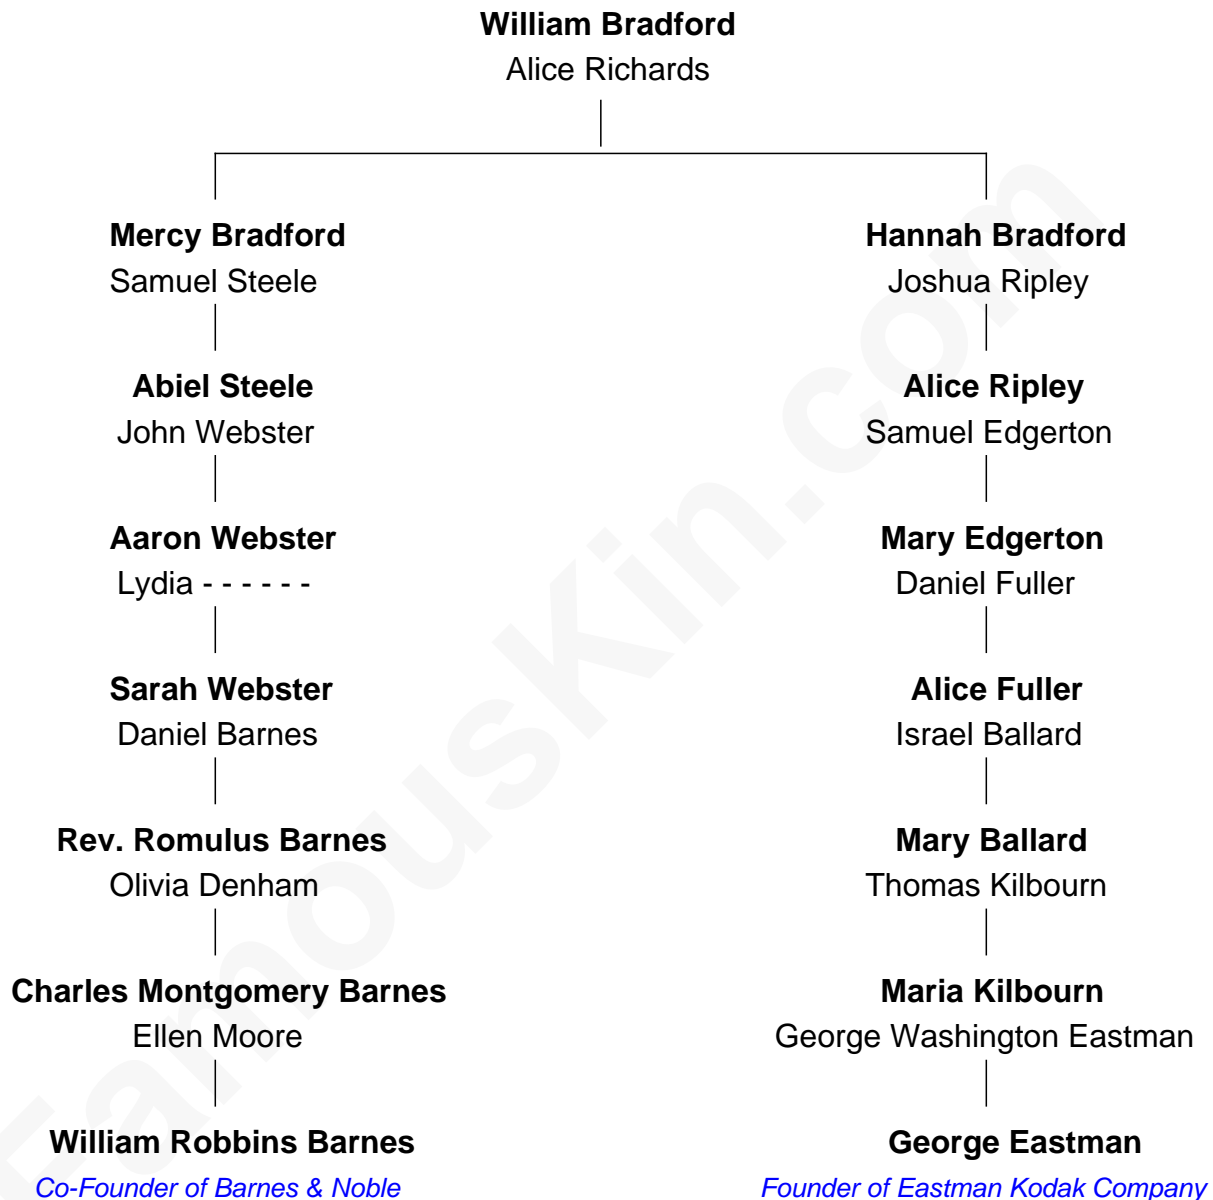 William Bradford
Alice Richards
Mercy Bradford
Samuel Steele
Hannah Bradford
Joshua Ripley
Abiel Steele
John Webster
Alice Ripley
Samuel Edgerton
Aaron Webster
Lydia - - - - - -
Mary Edgerton
Daniel Fuller
Sarah Webster
Daniel Barnes
Alice Fuller
Israel Ballard
Rev. Romulus Barnes
Olivia Denham
Mary Ballard
Thomas Kilbourn
Charles Montgomery Barnes
Ellen Moore
Maria Kilbourn
George Washington Eastman
William Robbins Barnes
Co-Founder of Barnes & Noble
George Eastman
Founder of Eastman Kodak Company
FamousKin.com